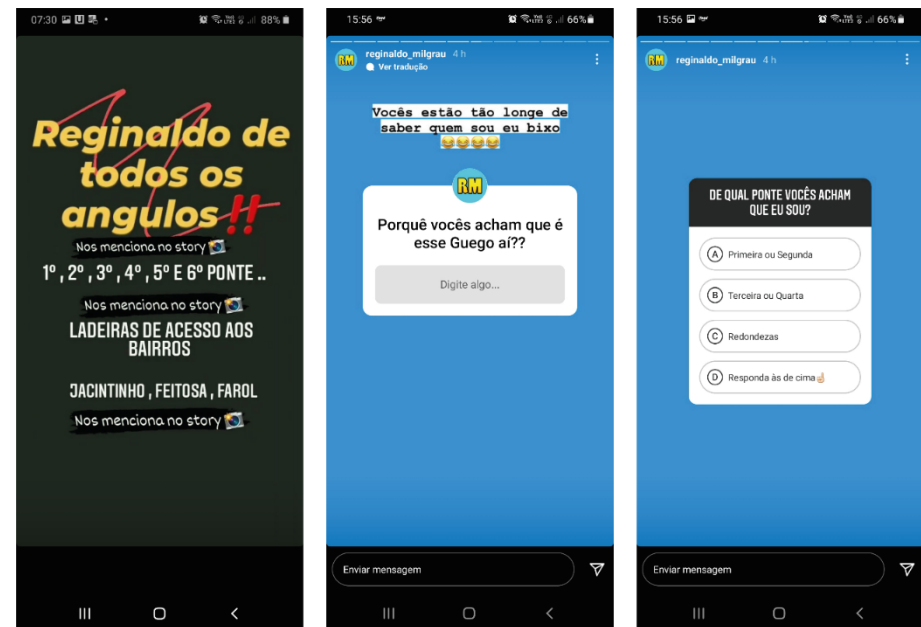 07:30
88%
Reginaldo de
todos os
angulos!!
Nos menciona no story
1º , 2º , 3º , 4º , 5º E 6º PONTE ..
Nos menciona no story
LADEIRAS DE ACESSO AOS
BAIRROS
JACINTINHO , FEITOSA , FAROL
Nos menciona no story
15:56
66%
RM
reginaldo_milgrau 4 h
Ver tradução
Vocês estão tão longe de
saber quem sou eu bixo
😂😂😂😂
RM
Porquê vocês acham que é
esse Guego aí??
Digite algo...
Enviar mensagem
15:56
66%
RM
reginaldo_milgrau 4 h
DE QUAL PONTE VOCÊS ACHAM
QUE EU SOU?
A Primeira ou Segunda
B Terceira ou Quarta
C Redondezas
D Responda às de cima☝🏻
Enviar mensagem